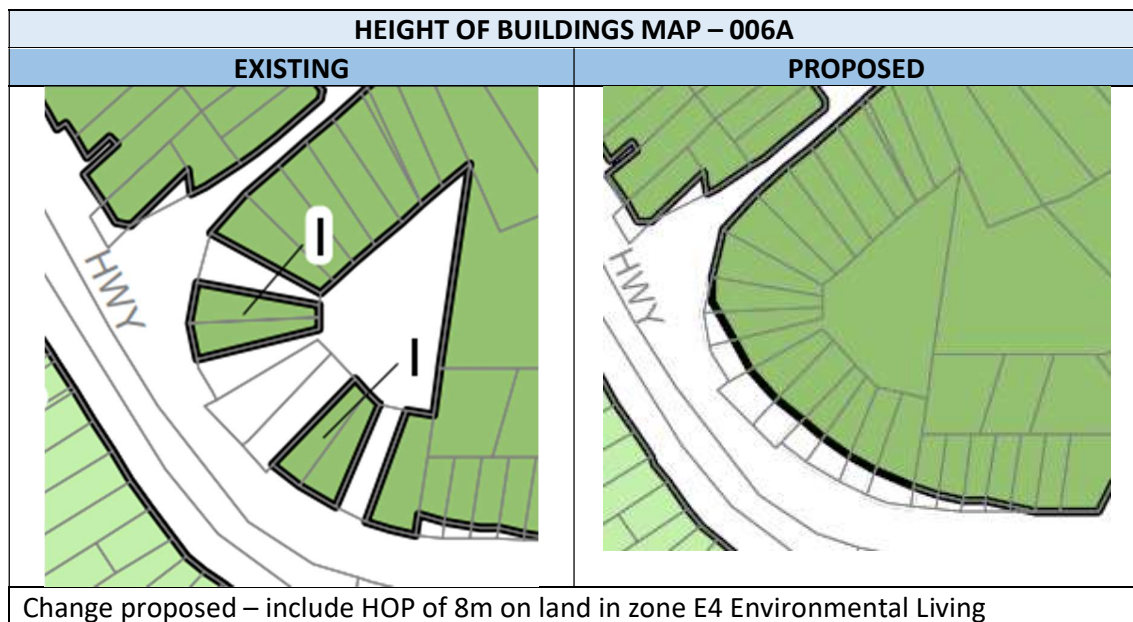 HEIGHT OF BUILDINGS MAP – 006A
EXISTING
PROPOSED
I
HWY
I
HWY
Change proposed – include HOP of 8m on land in zone E4 Environmental Living